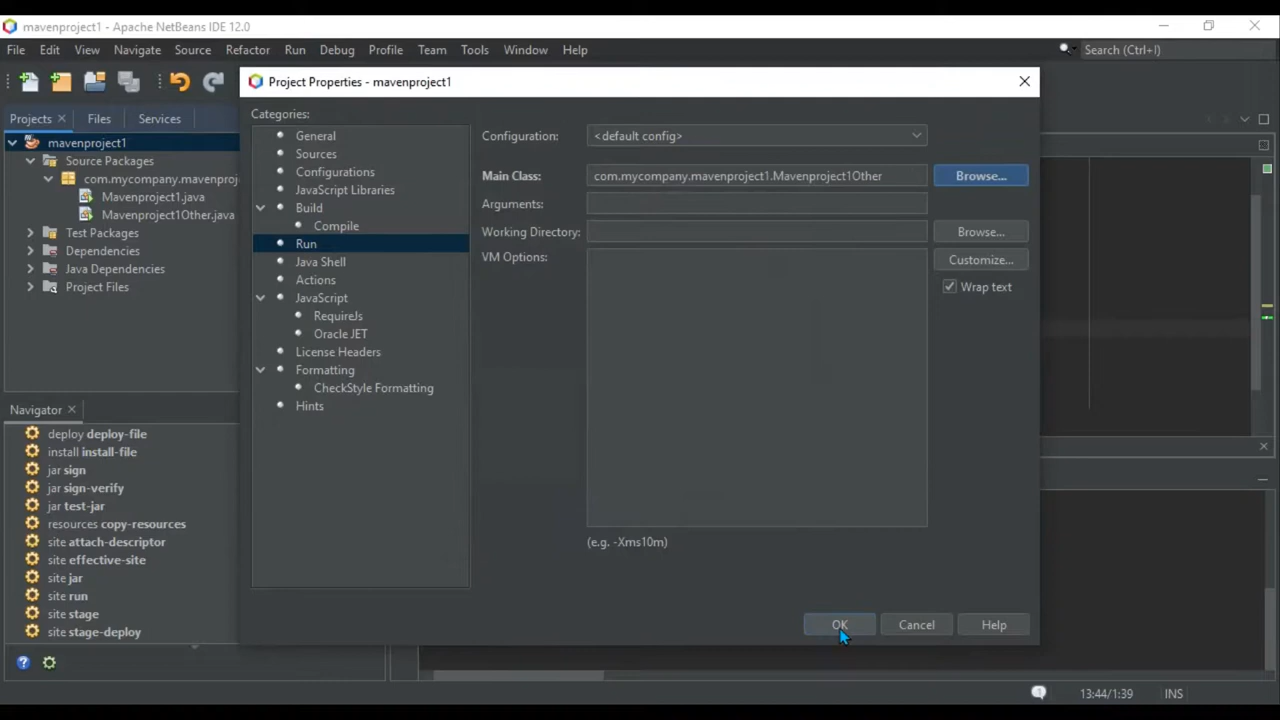 mavenproject1 - Apache NetBeans IDE 12.0
File Edit View Navigate Source Refactor Run Debug Profile Team Tools Window Help
Search (Ctrl+I)
Project Properties - mavenproject1
Projects Files Services
mavenproject1
Source Packages
com.mycompany.mavenproj
Mavenproject1.java
Mavenproject1Other.java
Test Packages
Dependencies
Java Dependencies
Project Files
Navigator
deploy deploy-file
install install-file
jar sign
jar sign-verify
jar test-jar
resources copy-resources
site attach-descriptor
site effective-site
site jar
site run
site stage
site stage-deploy
Categories:
General
Sources
Configurations
JavaScript Libraries
Build
Compile
Run
Java Shell
Actions
JavaScript
RequireJs
Oracle JET
License Headers
Formatting
CheckStyle Formatting
Hints
Configuration: <default config>
Main Class: com.mycompany.mavenproject1.Mavenproject1Other Browse...
Arguments:
Working Directory: Browse...
VM Options: Customize...
Wrap text
(e.g. -Xms10m)
OK Cancel Help
13:44/1:39 INS